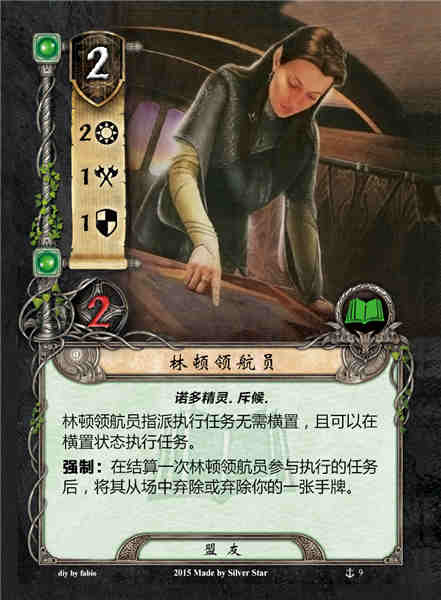 2
2
1
1
2
林顿领航员
诺多精灵. 斥候.
林顿领航员指派执行任务无需横置，且可以在
横置状态执行任务。
强制：在结算一次林顿领航员参与执行的任务
后，将其从场中弃除或弃除你的一张手牌。
盟友
diy by fabio 2015 Made by Silver Star 9